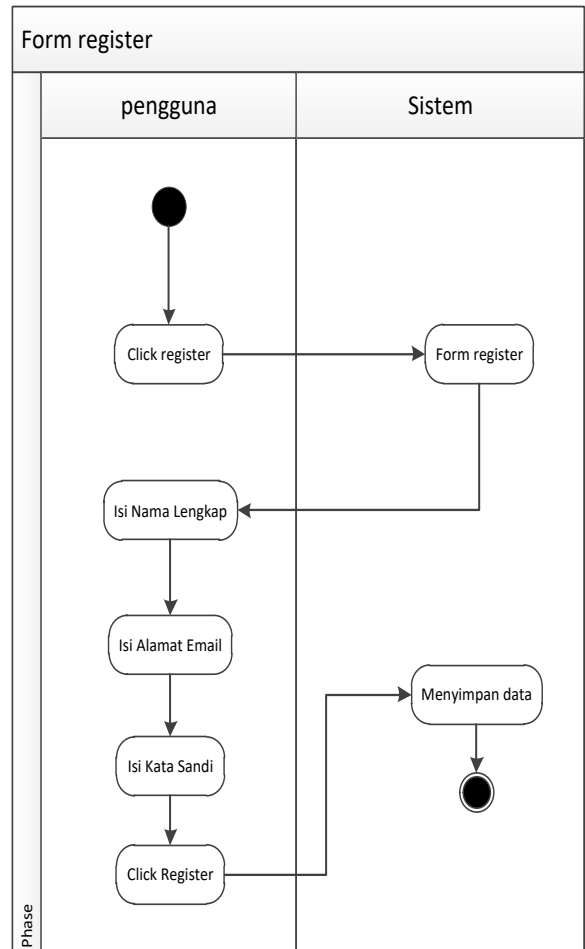 Form register
pengguna
Sistem
Click register
Form register
Isi Nama Lengkap
Isi Alamat Email
Menyimpan data
Isi Kata Sandi
Click Register
Phase